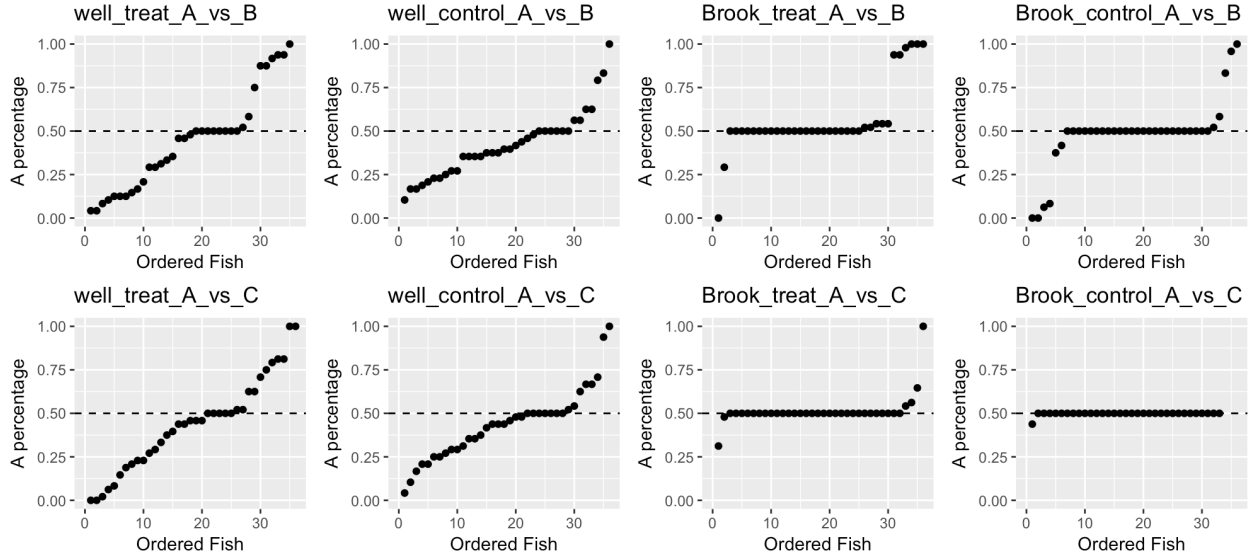 well_treat_A_vs_B
A percentage
1.00
0.75
0.50
0.25
0.00
0 10 20 30
Ordered Fish
well_control_A_vs_B
A percentage
1.00
0.75
0.50
0.25
0.00
0 10 20 30
Ordered Fish
Brook_treat_A_vs_B
A percentage
1.00
0.75
0.50
0.25
0.00
0 10 20 30
Ordered Fish
Brook_control_A_vs_B
A percentage
1.00
0.75
0.50
0.25
0.00
0 10 20 30
Ordered Fish
well_treat_A_vs_C
A percentage
1.00
0.75
0.50
0.25
0.00
0 10 20 30
Ordered Fish
well_control_A_vs_C
A percentage
1.00
0.75
0.50
0.25
0.00
0 10 20 30
Ordered Fish
Brook_treat_A_vs_C
A percentage
1.00
0.75
0.50
0.25
0.00
0 10 20 30
Ordered Fish
Brook_control_A_vs_C
A percentage
1.00
0.75
0.50
0.25
0.00
0 10 20 30
Ordered Fish